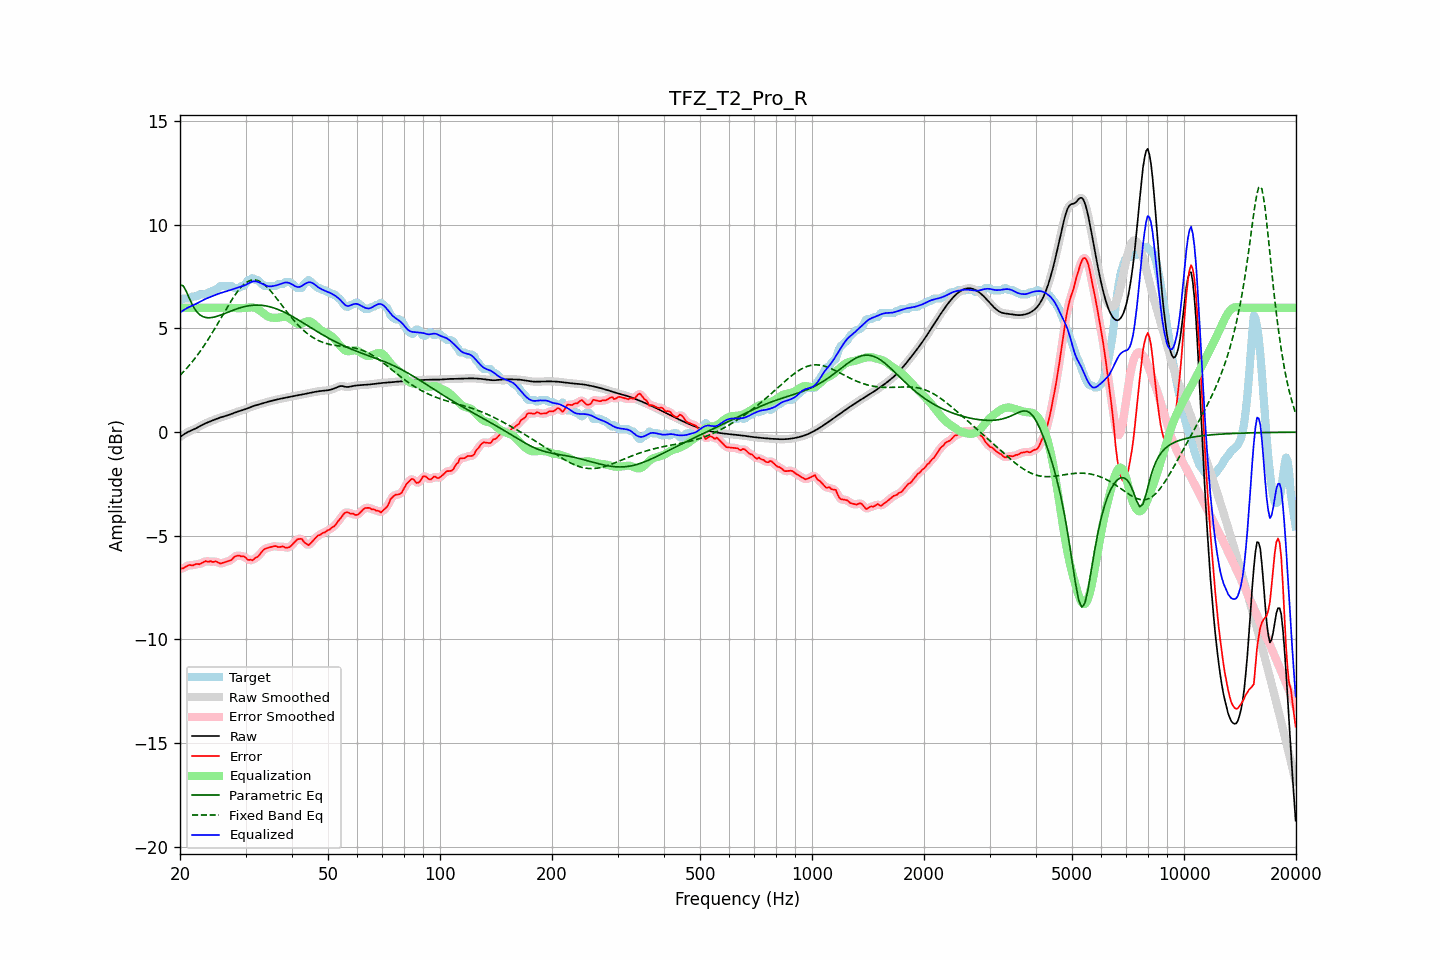 TFZ_T2_Pro_R
15
10
5
0
−5
−10
−15
−20
Amplitude (dBr)
Target
Raw Smoothed
Error Smoothed
Raw
Error
Equalization
Parametric Eq
Fixed Band Eq
Equalized
20 50 100 200 500 1000 2000 5000 10000 20000
Frequency (Hz)